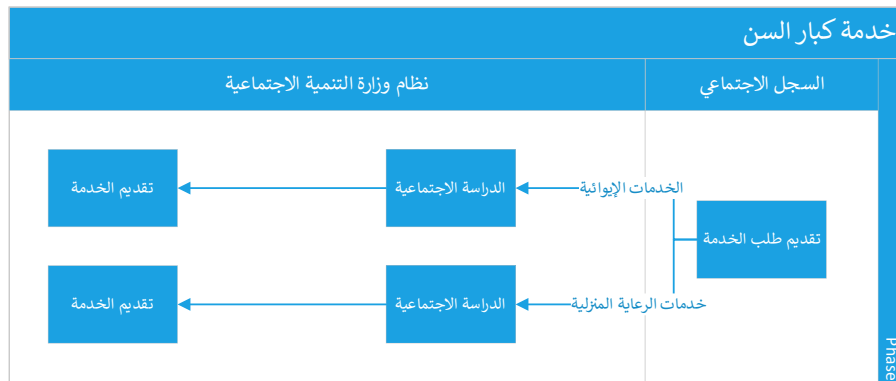 خدمة كبار السن
السجل الاجتماعي
نظام وزارة التنمية الاجتماعية
الخدمات الإيوائية
الدراسة الاجتماعية
تقديم الخدمة
تقديم طلب الخدمة
خدمات الرعاية المنزلية
الدراسة الاجتماعية
تقديم الخدمة
Phase